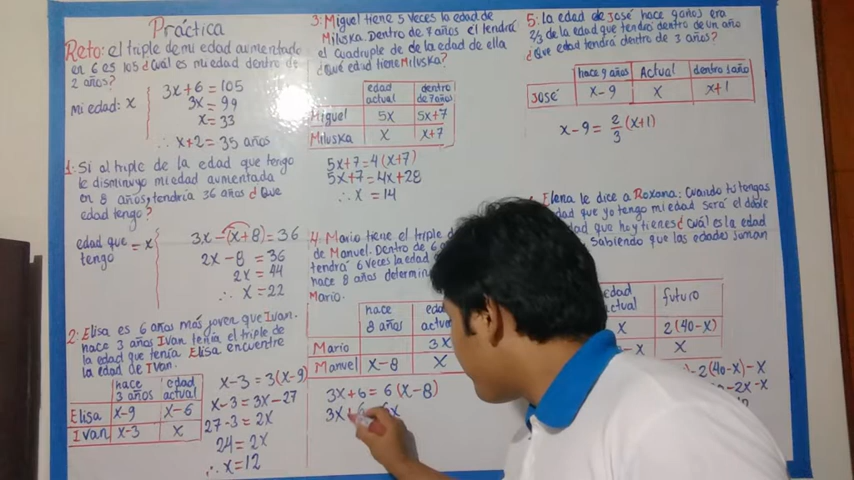 Práctica
Reto: el triple de mi edad aumentado
en 6 es 105 ¿Cuál es mi edad dentro de
2 años?
mi edad: x
3x+6 = 105
3x = 99
x = 33
∴ x+2 = 35 años
1: Si al triple de la edad que tengo
le disminuyo mi edad aumentada
en 8 años, tendría 36 años ¿Que
edad tengo?
edad que
tengo = x
3x-(x+8)=36
2x-8=36
2x=44
∴ x=22
2: Elisa es 6 años más joven que Ivan.
hace 3 años Ivan tenía el triple de
la edad que tenía Elisa encuentre
la edad de Ivan.
hace 3 años edad actual
Elisa x-9 x-6
Ivan x-3 x
x-3=3(x-9)
x-3=3x-27
27-3=2x
24=2x
∴ x=12
3: Miguel tiene 5 veces la edad de
Miluska. Dentro de 7 años él tendrá
el cuadruple de de la edad de ella
¿Qué edad tiene Miluska?
edad actual dentro de 7 años
Miguel 5x 5x+7
Miluska x x+7
5x+7=4(x+7)
5x+7=4x+28
∴ x=14
4: Mario tiene el triple
de Manuel. Dentro de 6
tendrá 6 veces la edad
hace 8 años determin
Mario.
hace 8 años
Mario 3x
Manuel x-8 x
3x+6=6(x-8)
3x+
5: la edad de José hace 9 años era
2/3 de la edad que tendrá dentro de un año
¿Que edad tendrá dentro de 3 años?
hace 9 años Actual dentro 1 año
José x-9 x x+1
x-9=2/3(x+1)
Elena le dice a Roxana: Cuando tu tengas
edad que yo tengo mi edad será el doble
edad que hoy tienes ¿Cuál es la edad
Sabiendo que las edades suman
edad actual futuro
x 2(40-x)
-x x
2(40-x)-x
-2x-x